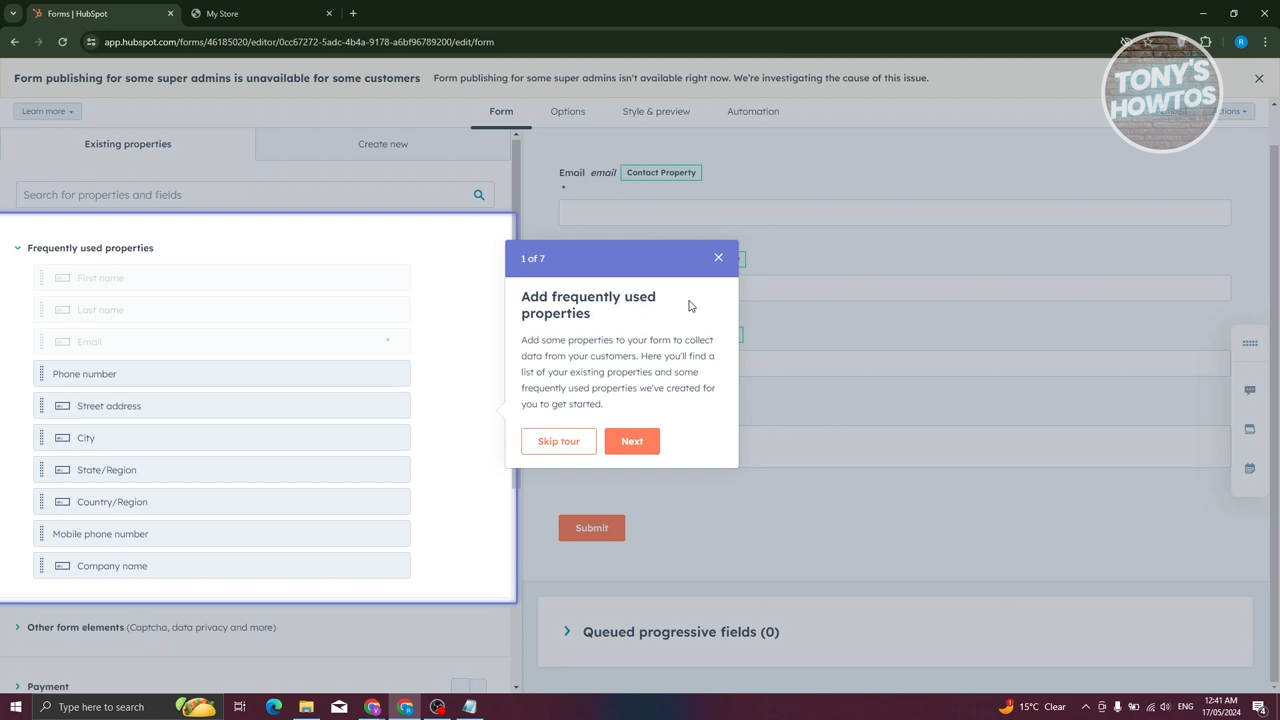 Forms | HubSpot
My Store
app.hubspot.com/forms/46185020/editor/0cc67272-5adc-4b4a-9178-a6bf96789200/edit/form
R
Form publishing for some super admins is unavailable for some customers
Form publishing for some super admins isn't available right now. We're investigating the cause of this issue.
TONY'S
HOWTOS
Learn more
Form
Options
Style & preview
Automation
Existing properties
Create new
Search for properties and fields
Frequently used properties
First name
Last name
Email *
Phone number
Street address
City
State/Region
Country/Region
Mobile phone number
Company name
Other form elements (Captcha, data privacy and more)
Payment
Email email Contact Property
*
1 of 7
Add frequently used
properties
Add some properties to your form to collect
data from your customers. Here you'll find a
list of your existing properties and some
frequently used properties we've created for
you to get started.
Skip tour
Next
Submit
Queued progressive fields (0)
Type here to search
15°C Clear
ENG
12:41 AM
17/05/2024
4